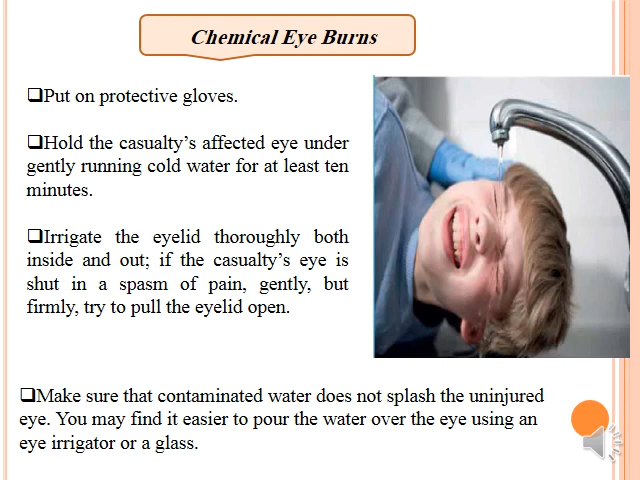 Chemical Eye Burns
❑Put on protective gloves.
❑Hold the casualty’s affected eye under
gently running cold water for at least ten
minutes.
❑Irrigate the eyelid thoroughly both
inside and out; if the casualty’s eye is
shut in a spasm of pain, gently, but
firmly, try to pull the eyelid open.
❑Make sure that contaminated water does not splash the uninjured
eye. You may find it easier to pour the water over the eye using an
eye irrigator or a glass.